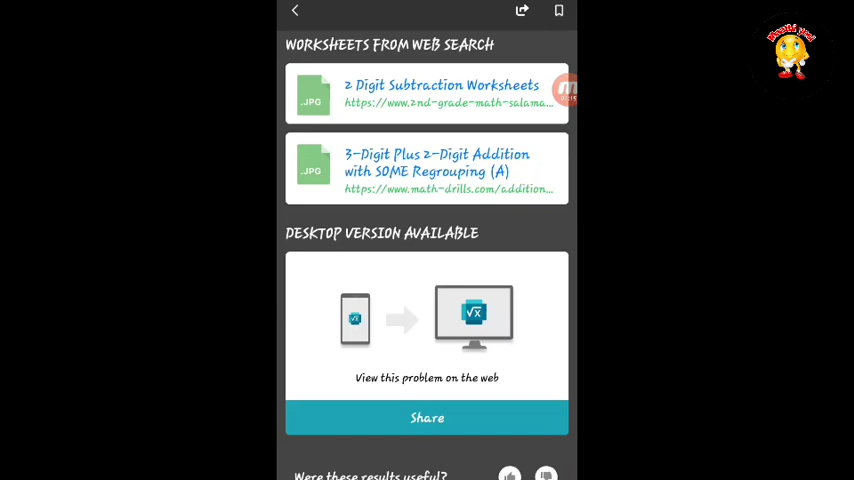 WORKSHEETS FROM WEB SEARCH
2 Digit Subtraction Worksheets
https://www.2nd-grade-math-salama...
.JPG
3-Digit Plus 2-Digit Addition
with SOME Regrouping (A)
.JPG
https://www.math-drills.com/addition...
DESKTOP VERSION AVAILABLE
√x
√x
View this problem on the web
Share
Were these results useful?